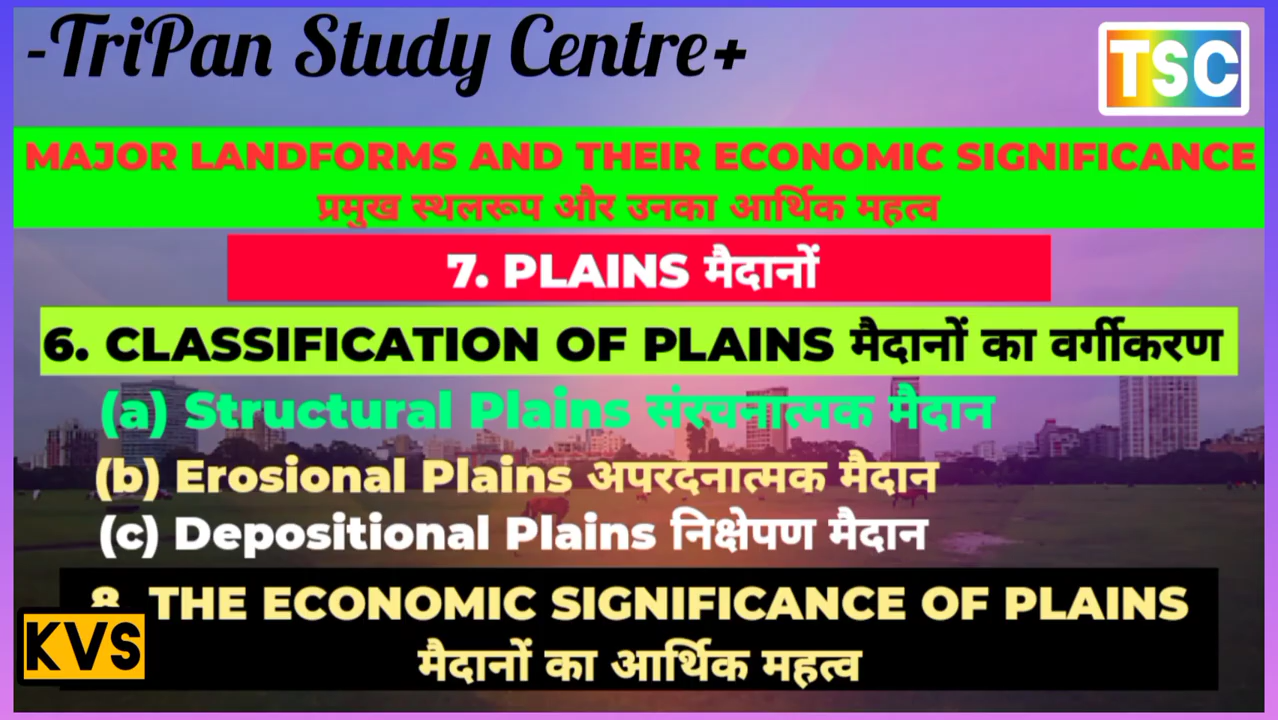 -TriPan Study Centre+
TSC
MAJOR LANDFORMS AND THEIR ECONOMIC SIGNIFICANCE
प्रमुख स्थलरूप और उनका आर्थिक महत्व
7. PLAINS मैदानों
6. CLASSIFICATION OF PLAINS मैदानों का वर्गीकरण
(a) Structural Plains संरचनात्मक मैदान
(b) Erosional Plains अपरदनात्मक मैदान
(c) Depositional Plains निक्षेपण मैदान
8. THE ECONOMIC SIGNIFICANCE OF PLAINS
मैदानों का आर्थिक महत्व
KVS